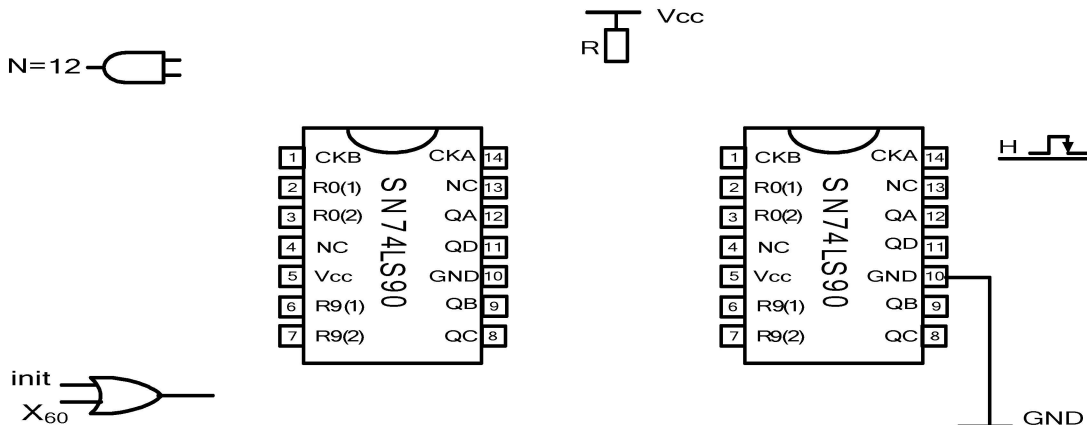 Vcc
R
N=12
H
1 CKB CKA 14
2 R0(1) NC 13
3 R0(2) QA 12
4 NC QD 11
5 Vcc GND 10
6 R9(1) QB 9
7 R9(2) QC 8
SN74LS90
1 CKB CKA 14
2 R0(1) NC 13
3 R0(2) QA 12
4 NC QD 11
5 Vcc GND 10
6 R9(1) QB 9
7 R9(2) QC 8
SN74LS90
init
X60
GND